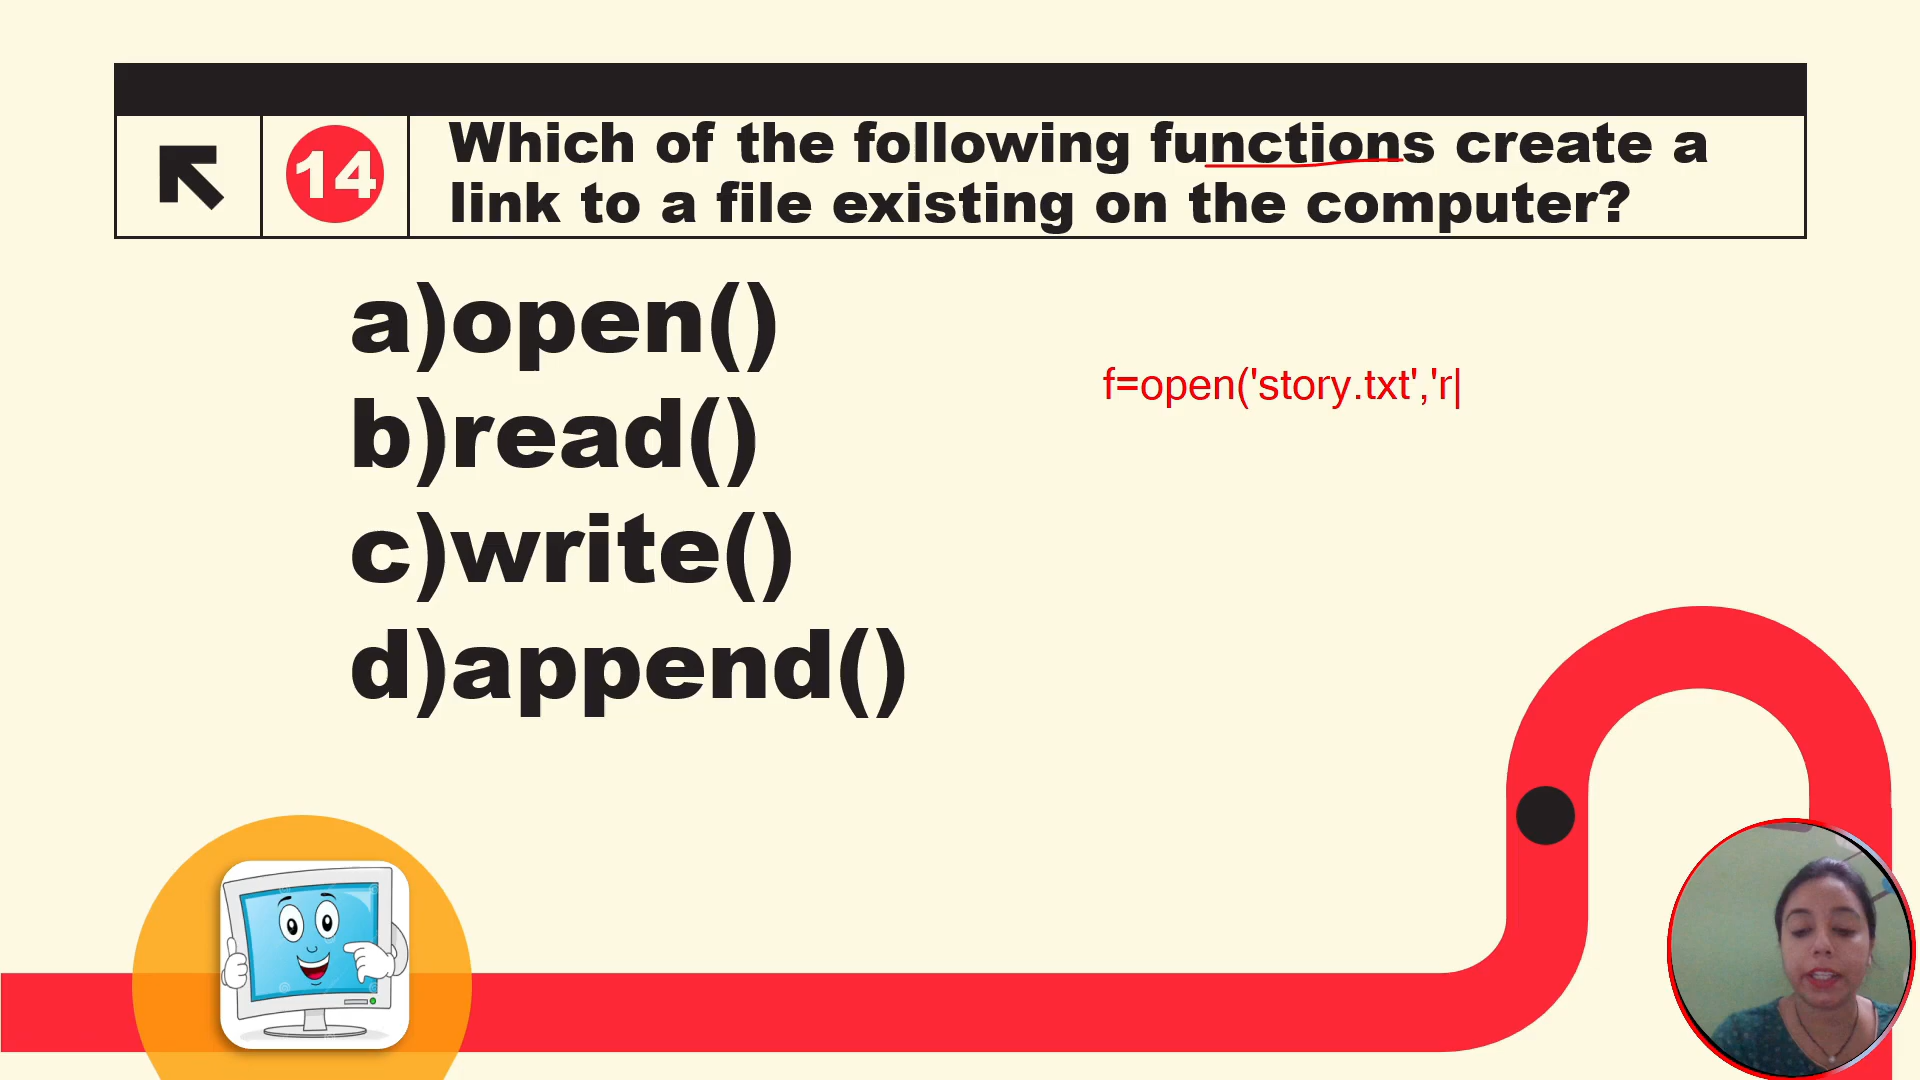 14
Which of the following functions create a
link to a file existing on the computer?
a)open()
f=open('story.txt','r
b)read()
c)write()
d)append()